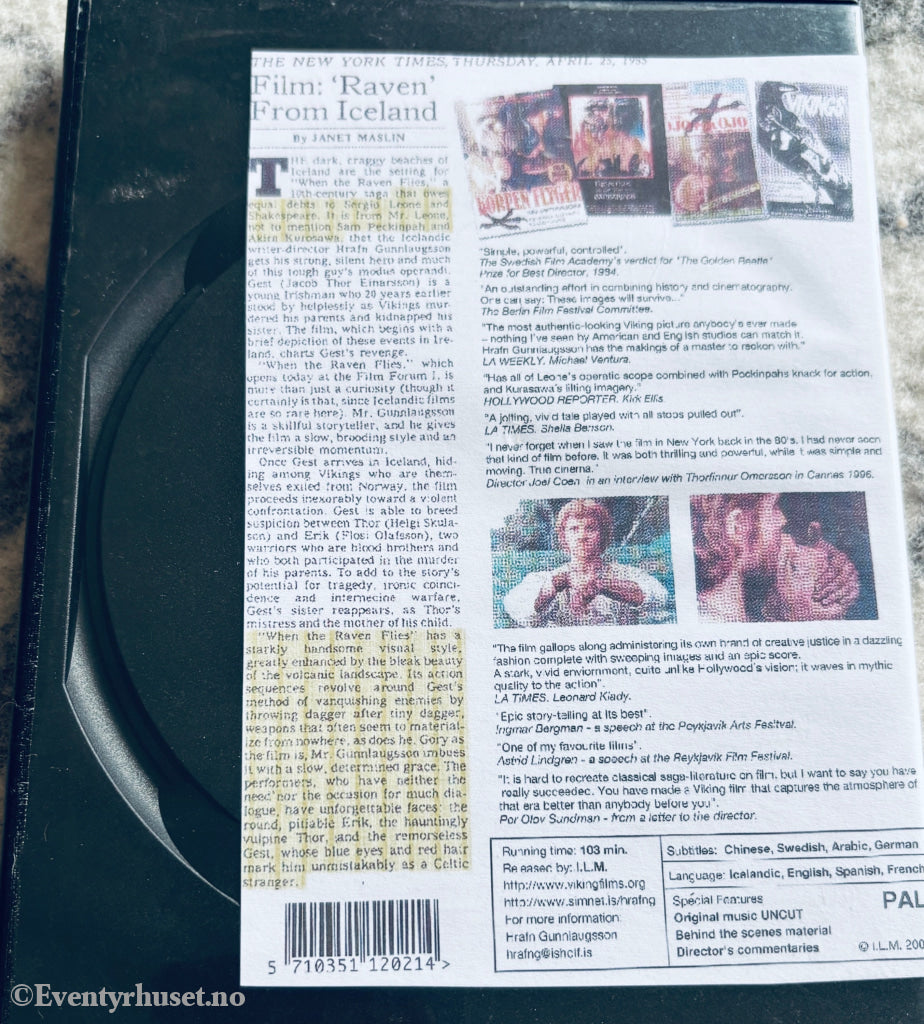 THE NEW YORK TIMES, THURSDAY, APRIL 25, 1985
Film: 'Raven'
From Iceland
By JANET MASLIN
THE dark, craggy beaches of
Iceland are the setting for
"When the Raven Flies," a
10th-century saga that owes
equal debts to Sergio Leone and
Shakespeare. It is from Mr. Leone,
not to mention Sam Peckinpah and
Akira Kurosawa, that the Icelandic
writer-director Hrafn Gunnlaugsson
gets his strong, silent hero and much
of this tough guy's modus operandi.
Gest (Jacob Thor Einarsson) is a
young Irishman who 20 years earlier
stood by helplessly as Vikings mur-
dered his parents and kidnapped his
sister. The film, which begins with a
brief depiction of these events in Ire-
land, charts Gest's revenge.
"When the Raven Flies," which
opens today at the Film Forum 1, is
more than just a curiosity (though it
certainly is that, since Icelandic films
are so rare here). Mr. Gunnlaugsson
is a skillful storyteller, and he gives
the film a slow, brooding style and an
irreversible momentum.
Once Gest arrives in Iceland, hid-
ing among Vikings who are them-
selves exiled from Norway, the film
proceeds inexorably toward a violent
confrontation. Gest is able to breed
suspicion between Thor (Helgi Skula-
son) and Erik (Flosi Olafsson), two
warriors who are blood brothers and
who both participated in the murder
of his parents. To add to the story's
potential for tragedy, ironic coinci-
dence and internecine warfare,
Gest's sister reappears, as Thor's
mistress and the mother of his child.
"When the Raven Flies" has a
starkly handsome visual style,
greatly enhanced by the bleak beauty
of the volcanic landscape. Its action
sequences revolve around Gest's
method of vanquishing enemies by
throwing dagger after tiny dagger,
weapons that often seem to material-
ize from nowhere, as does he. Gory as
the film is, Mr. Gunnlaugsson imbues
it with a slow, determined grace. The
performers, who have neither the
need nor the occasion for much dia-
logue, have unforgettable faces: the
round, pitiable Erik, the hauntingly
vulpine Thor, and the remorseless
Gest, whose blue eyes and red hair
mark him unmistakably as a Celtic
stranger.
5 710351 120214 >
KORPEN FLYGER
VIKINGS
"Simple, powerful, controlled".
The Swedish Film Academy's verdict for 'The Golden Beetle'
Prize for Best Director, 1984.
"An outstanding effort in combining history and cinematography.
One can say: These images will survive..."
The Berlin Film Festival Committee.
"The most authentic-looking Viking picture anybody's ever made
– nothing I've seen by American and English studios can match it.
Hrafn Gunnlaugsson has the makings of a master to reckon with."
LA WEEKLY. Michael Ventura.
"Has all of Leone's operatic scope combined with Peckinpahs knack for action,
and Kurasawa's lilting imagery."
HOLLYWOOD REPORTER. Kirk Ellis.
"A jolting, vivid tale played with all stops pulled out".
LA TIMES. Sheila Benson.
"I never forget when I saw the film in New York back in the 80's. I had never seen
that kind of film before. It was both thrilling and powerful, while it was simple and
moving. True cinema."
Director Joel Coen in an interview with Thorfinnur Omarsson in Cannes 1996.
"The film gallops along administoring its own brand of creative justice in a dazzling
fashion complete with sweeping images and an epic score.
A stark, vivid enviornment, quite unlike Hollywood's vision; it waves in mythic
quality to the action".
LA TIMES. Leonard Klady.
"Epic story-telling at its best".
Ingmar Bergman - a speech at the Reykjavik Arts Festival.
"One of my favourite films".
Astrid Lindgren - a speech at the Reykjavik Film Festival.
"It is hard to recreate classical saga-literature on film, but I want to say you have
really succeedec. You have made a Viking film that captures the atmosphere of
that era better than anybody before you".
Per Olov Sundman - from a letter to the director.
Running time: 103 min.
Released by: I.L.M.
http://www.vikingfilms.org
http://www.simnet.is/hrafng
For more information:
Hrafn Gunnlaugsson
hrafng@isholf.is
Subtitles: Chinese, Swedish, Arabic, German
Language: Icelandic, English, Spanish, French
Special Features
Original music UNCUT
Behind the scenes material
Director's commentaries
PAL
© I.L.M. 200
©Eventyrhuset.no